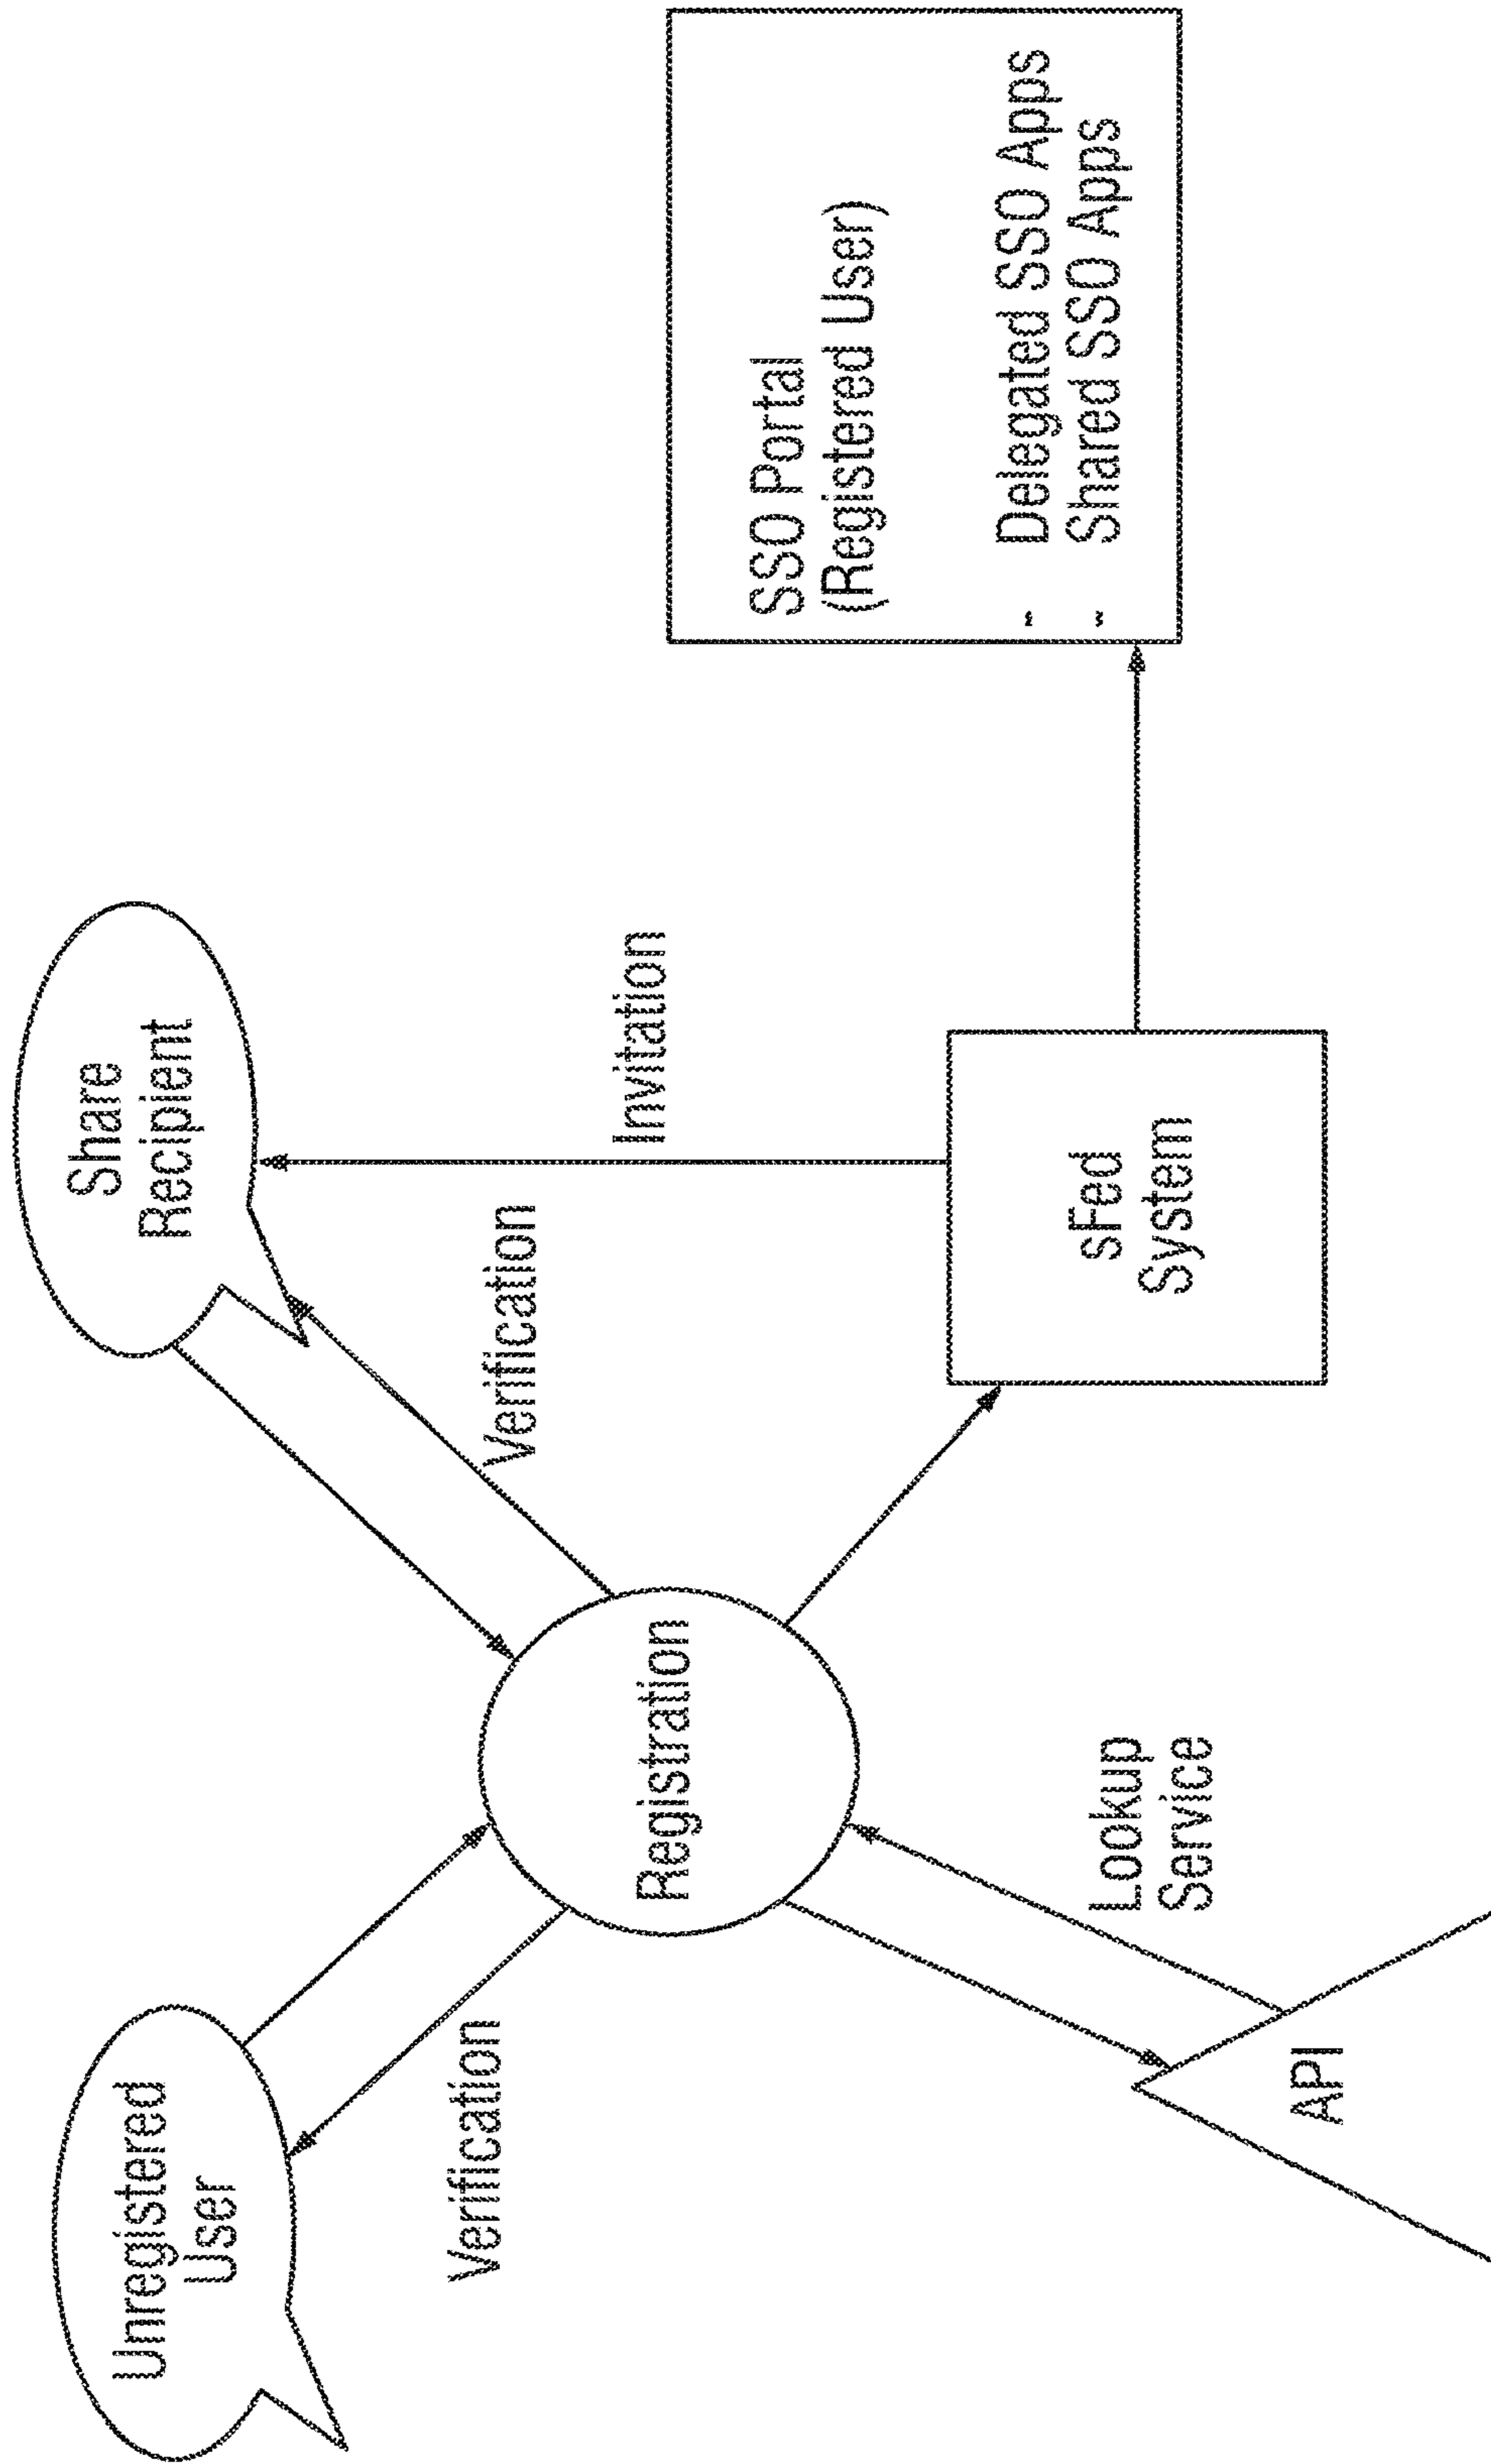 Unregistered
User
Verification
Share
Recipient
Verification
Invitation
Registration
Lookup
Service
API
sFed
System
SSO Portal
(Registered User)
- Delegated SSO Apps
- Shared SSO Apps